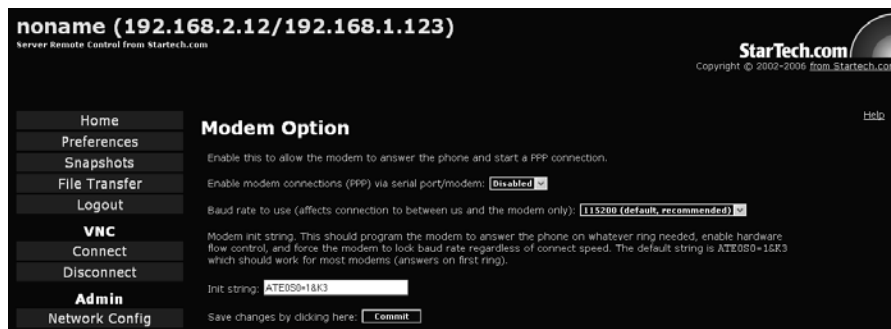 noname (192.168.2.12/192.168.1.123)
Server Remote Control from Startech.com
StarTech.com
Copyright © 2002-2006 from Startech.com
Help
Home
Preferences
Snapshots
File Transfer
Logout
VNC
Connect
Disconnect
Admin
Network Config
Modem Option
Enable this to allow the modem to answer the phone and start a PPP connection.
Enable modem connections (PPP) via serial port/modem: Disabled
Baud rate to use (affects connection to between us and the modem only): 115200 (default, recommended)
Modem init string. This should program the modem to answer the phone on whatever ring needed, enable hardware
flow control, and force the modem to lock baud rate regardless of connect speed. The default string is ATE0S0=1&K3
which should work for most modems (answers on first ring).
Init string: ATE0S0=1&K3
Save changes by clicking here: Commit